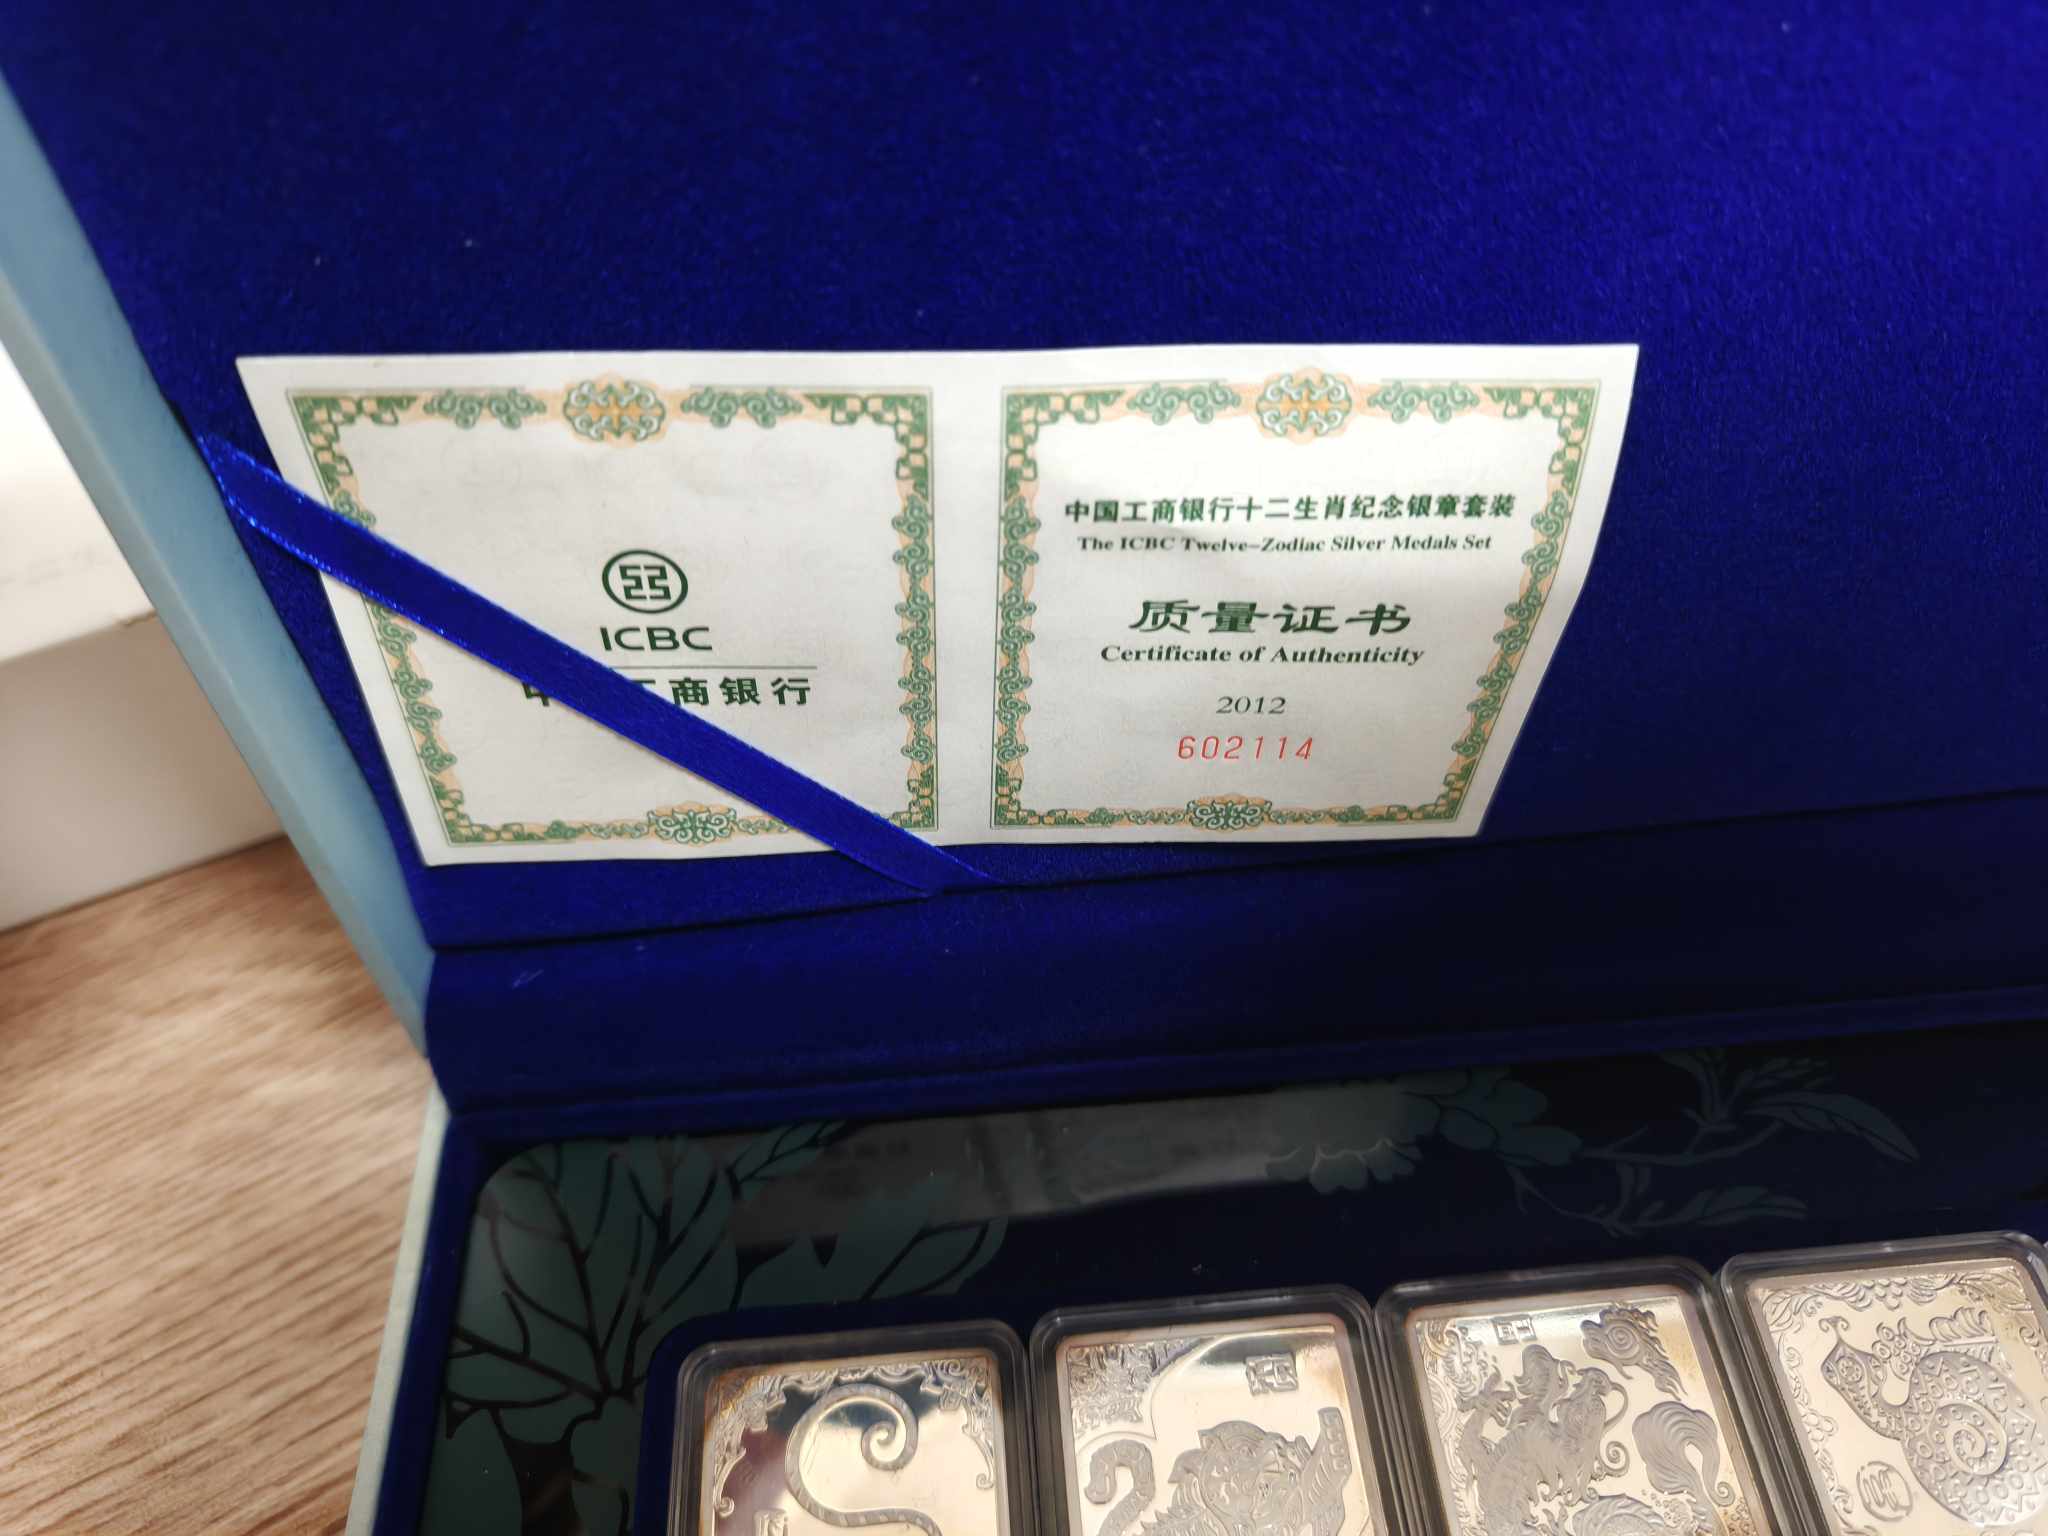 ICBC
商银行
中国工商银行十二生肖纪念银章套装
The ICBC Twelve-Zodiac Silver Medals Set
质量证书
Certificate of Authenticity
2012
602114